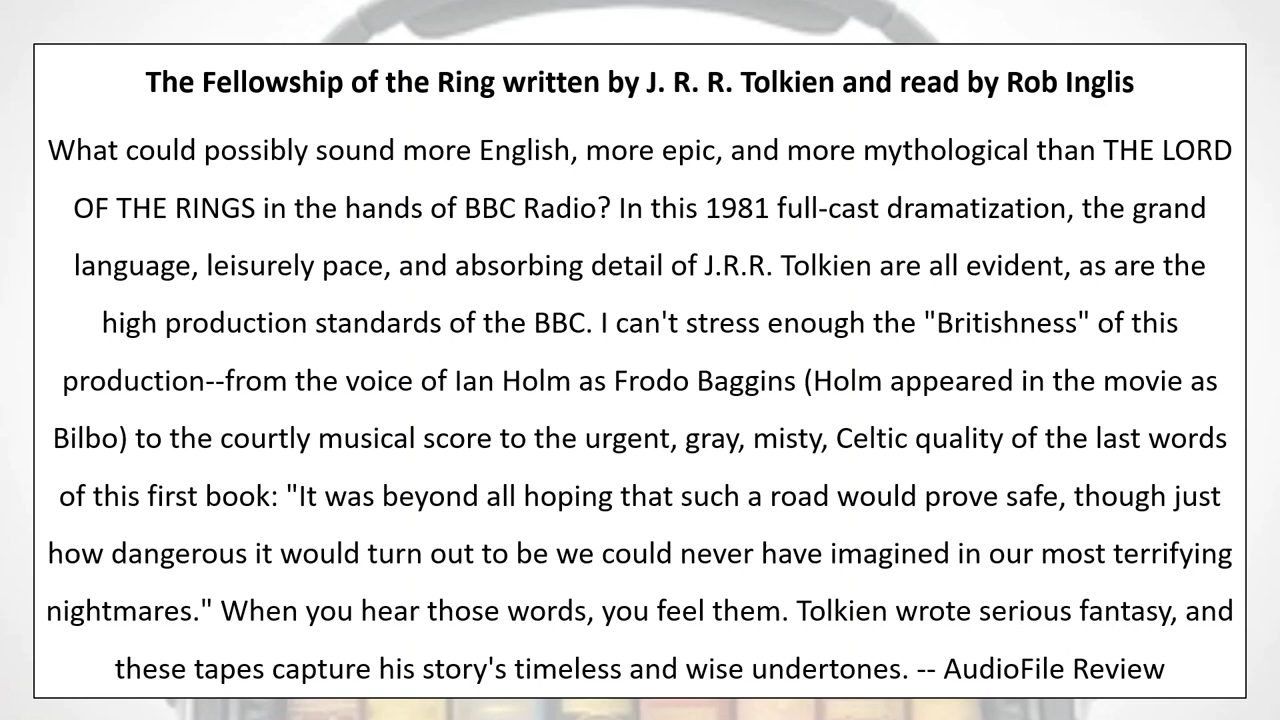 The Fellowship of the Ring written by J. R. R. Tolkien and read by Rob Inglis
What could possibly sound more English, more epic, and more mythological than THE LORD
OF THE RINGS in the hands of BBC Radio? In this 1981 full-cast dramatization, the grand
language, leisurely pace, and absorbing detail of J.R.R. Tolkien are all evident, as are the
high production standards of the BBC. I can't stress enough the "Britishness" of this
production--from the voice of Ian Holm as Frodo Baggins (Holm appeared in the movie as
Bilbo) to the courtly musical score to the urgent, gray, misty, Celtic quality of the last words
of this first book: "It was beyond all hoping that such a road would prove safe, though just
how dangerous it would turn out to be we could never have imagined in our most terrifying
nightmares." When you hear those words, you feel them. Tolkien wrote serious fantasy, and
these tapes capture his story's timeless and wise undertones. -- AudioFile Review